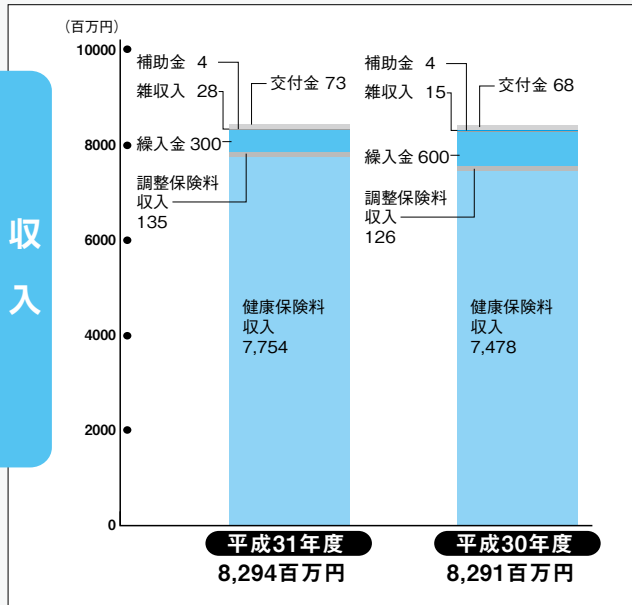 収入
（百万円）
10000
8000
6000
4000
2000
0
補助金 4
交付金 73
雑収入 28
繰入金 300
調整保険料
収入
135
健康保険料
収入
7,754
平成31年度
8,294百万円
補助金 4
交付金 68
雑収入 15
繰入金 600
調整保険料
収入
126
健康保険料
収入
7,478
平成30年度
8,291百万円